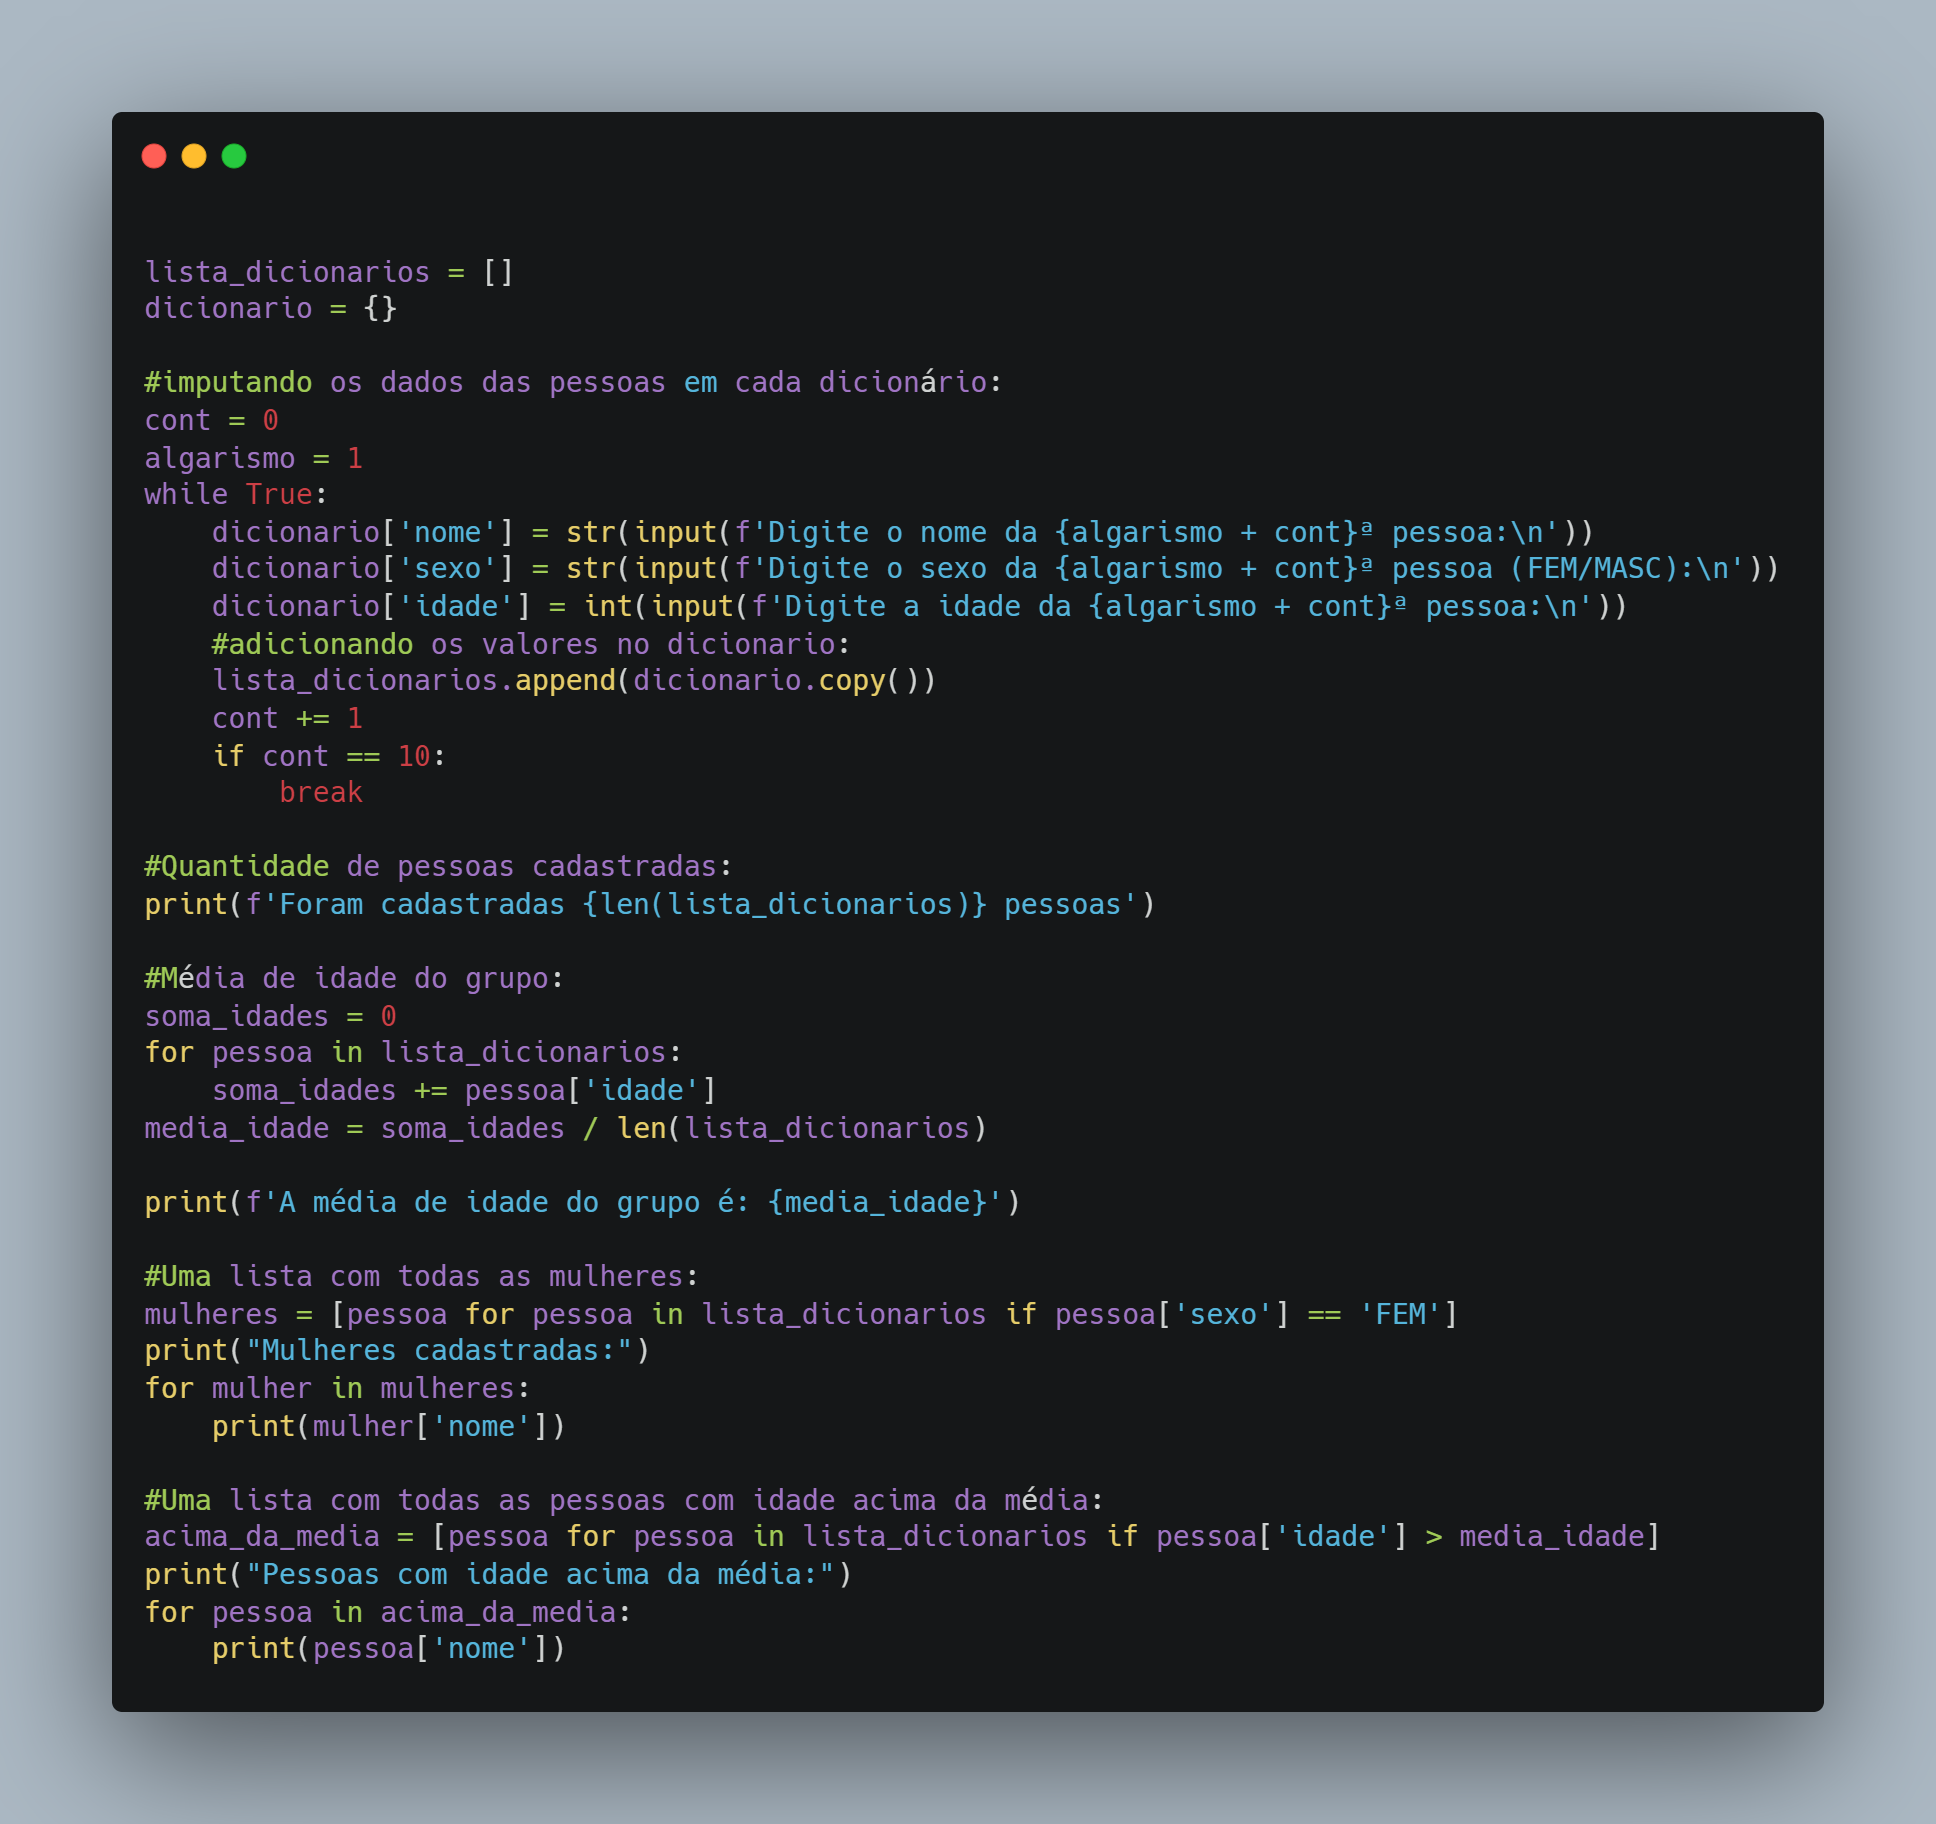 lista_dicionarios = []
dicionario = {}

#imputando os dados das pessoas em cada dicionário:
cont = 0
algarismo = 1
while True:
    dicionario['nome'] = str(input(f'Digite o nome da {algarismo + cont}ª pessoa:\n'))
    dicionario['sexo'] = str(input(f'Digite o sexo da {algarismo + cont}ª pessoa (FEM/MASC):\n'))
    dicionario['idade'] = int(input(f'Digite a idade da {algarismo + cont}ª pessoa:\n'))
    #adicionando os valores no dicionario:
    lista_dicionarios.append(dicionario.copy())
    cont += 1
    if cont == 10:
        break

#Quantidade de pessoas cadastradas:
print(f'Foram cadastradas {len(lista_dicionarios)} pessoas')

#Média de idade do grupo:
soma_idades = 0
for pessoa in lista_dicionarios:
    soma_idades += pessoa['idade']
media_idade = soma_idades / len(lista_dicionarios)

print(f'A média de idade do grupo é: {media_idade}')

#Uma lista com todas as mulheres:
mulheres = [pessoa for pessoa in lista_dicionarios if pessoa['sexo'] == 'FEM']
print("Mulheres cadastradas:")
for mulher in mulheres:
    print(mulher['nome'])

#Uma lista com todas as pessoas com idade acima da média:
acima_da_media = [pessoa for pessoa in lista_dicionarios if pessoa['idade'] > media_idade]
print("Pessoas com idade acima da média:")
for pessoa in acima_da_media:
    print(pessoa['nome'])